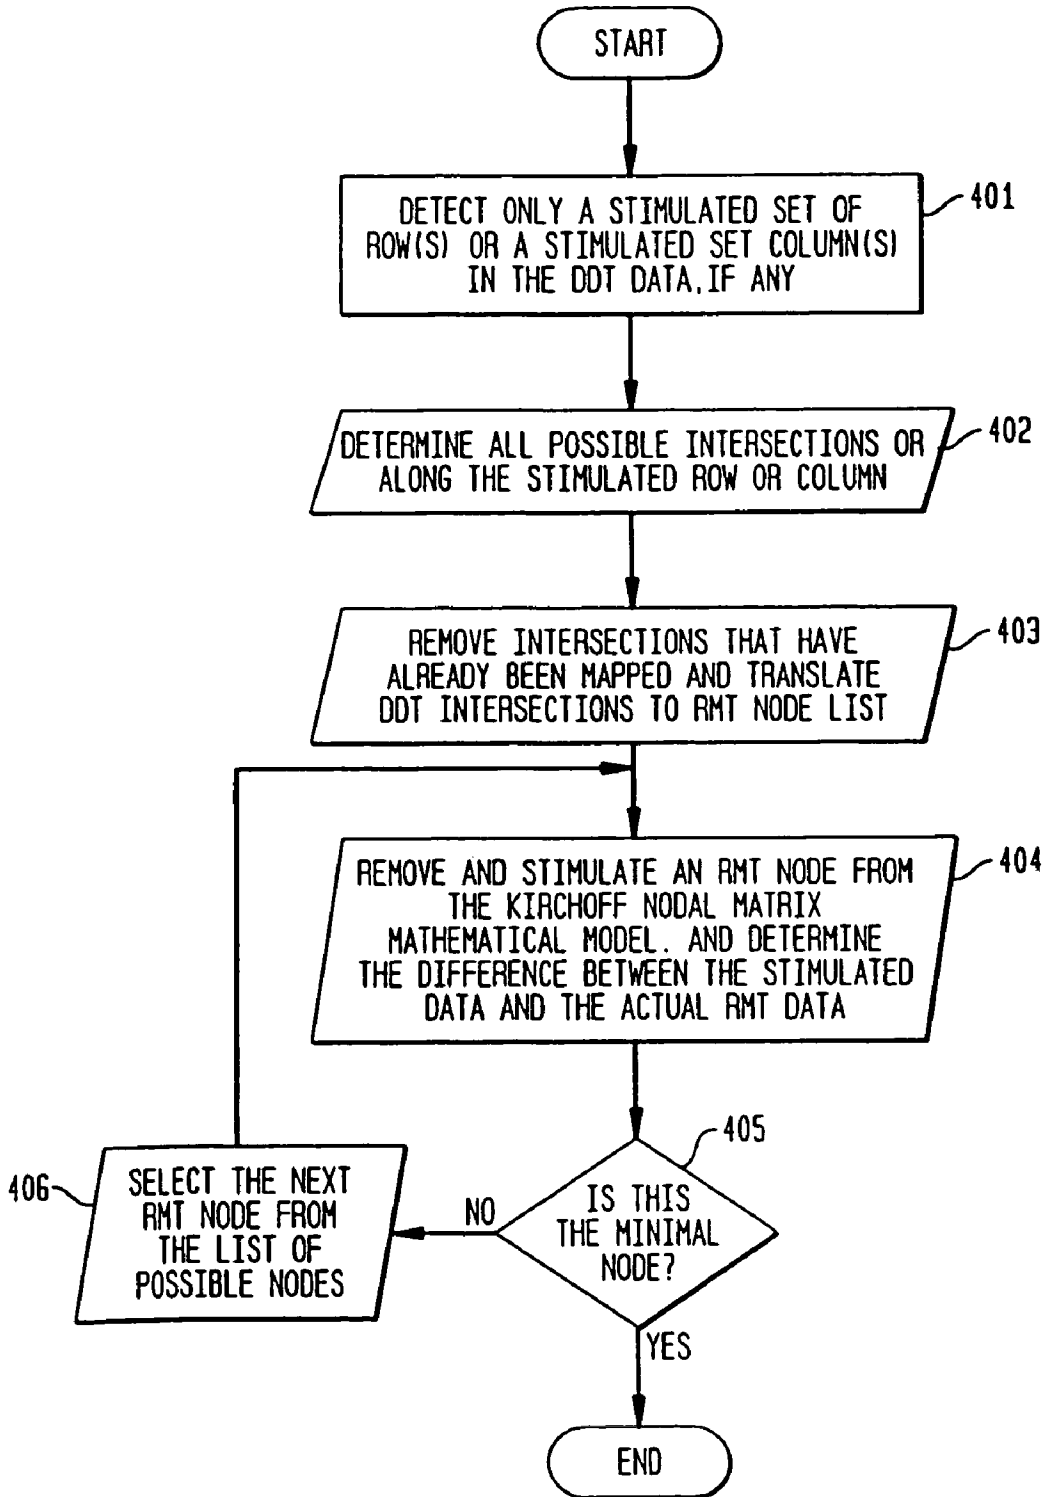 START
401
DETECT ONLY A STIMULATED SET OF
ROW(S) OR A STIMULATED SET COLUMN(S)
IN THE DDT DATA, IF ANY
402
DETERMINE ALL POSSIBLE INTERSECTIONS OR
ALONG THE STIMULATED ROW OR COLUMN
403
REMOVE INTERSECTIONS THAT HAVE
ALREADY BEEN MAPPED AND TRANSLATE
DDT INTERSECTIONS TO RMT NODE LIST
404
REMOVE AND STIMULATE AN RMT NODE FROM
THE KIRCHOFF NODAL MATRIX
MATHEMATICAL MODEL. AND DETERMINE
THE DIFFERENCE BETWEEN THE STIMULATED
DATA AND THE ACTUAL RMT DATA
405
IS THIS
THE MINIMAL
NODE?
NO
406
SELECT THE NEXT
RMT NODE FROM
THE LIST OF
POSSIBLE NODES
YES
END